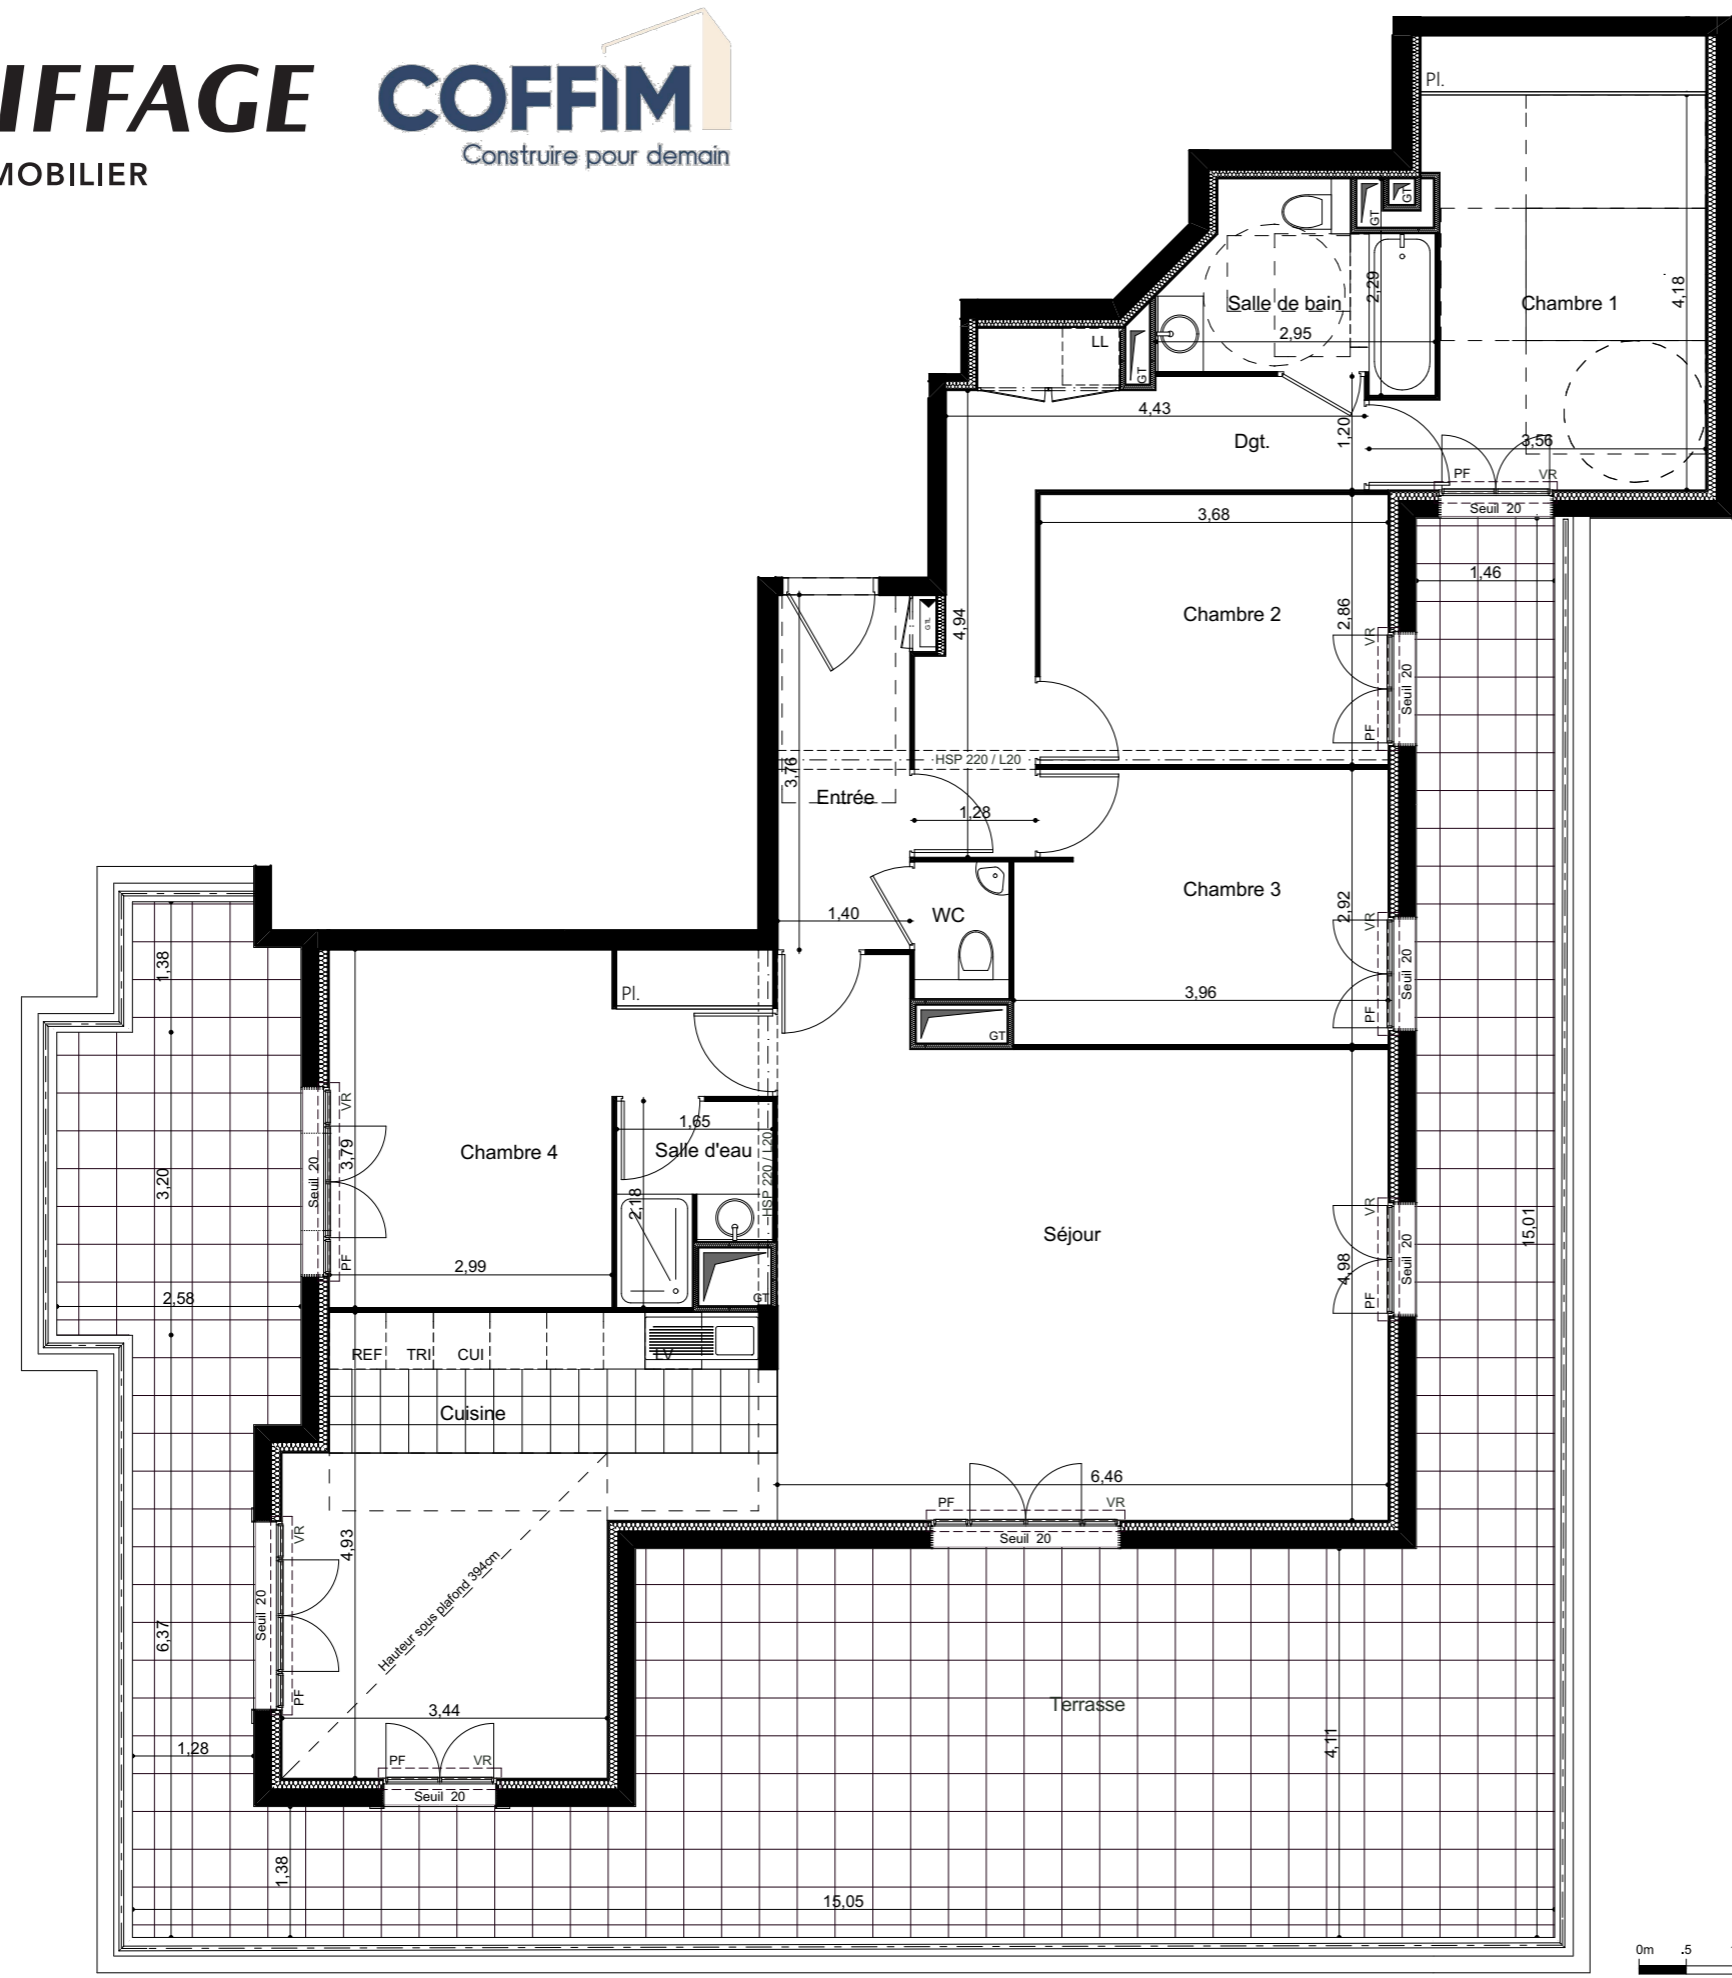 IFFAGE
MOBILIER
COFFIM
Construire pour demain
Pl.
GT
GT
Salle de bain
2,29
2,95
Chambre 1
4,18
LL
GT
4,43
Dgt.
1,20
3,56
PF
VR
Seuil 20
3,68
1,46
Chambre 2
2,86
4,94
GTL
VR
Seuil 20
PF
HSP 220 / L20
3,76
Entrée
1,28
Chambre 3
2,92
1,40
WC
VR
Seuil 20
PF
3,96
GT
1,38
Pl.
VR
3,79
Seuil 20
PF
3,20
Chambre 4
1,65
Salle d'eau
HSP 220 / L20
2,18
2,99
GT
2,58
Séjour
VR
4,98
Seuil 20
PF
15,01
REF
TRI
CUI
LV
Cuisine
6,46
PF
VR
Seuil 20
VR
4,93
Seuil 20
PF
Hauteur sous plafond 394cm
6,37
3,44
Terrasse
1,28
PF
VR
Seuil 20
4,11
1,38
15,05
0m
.5